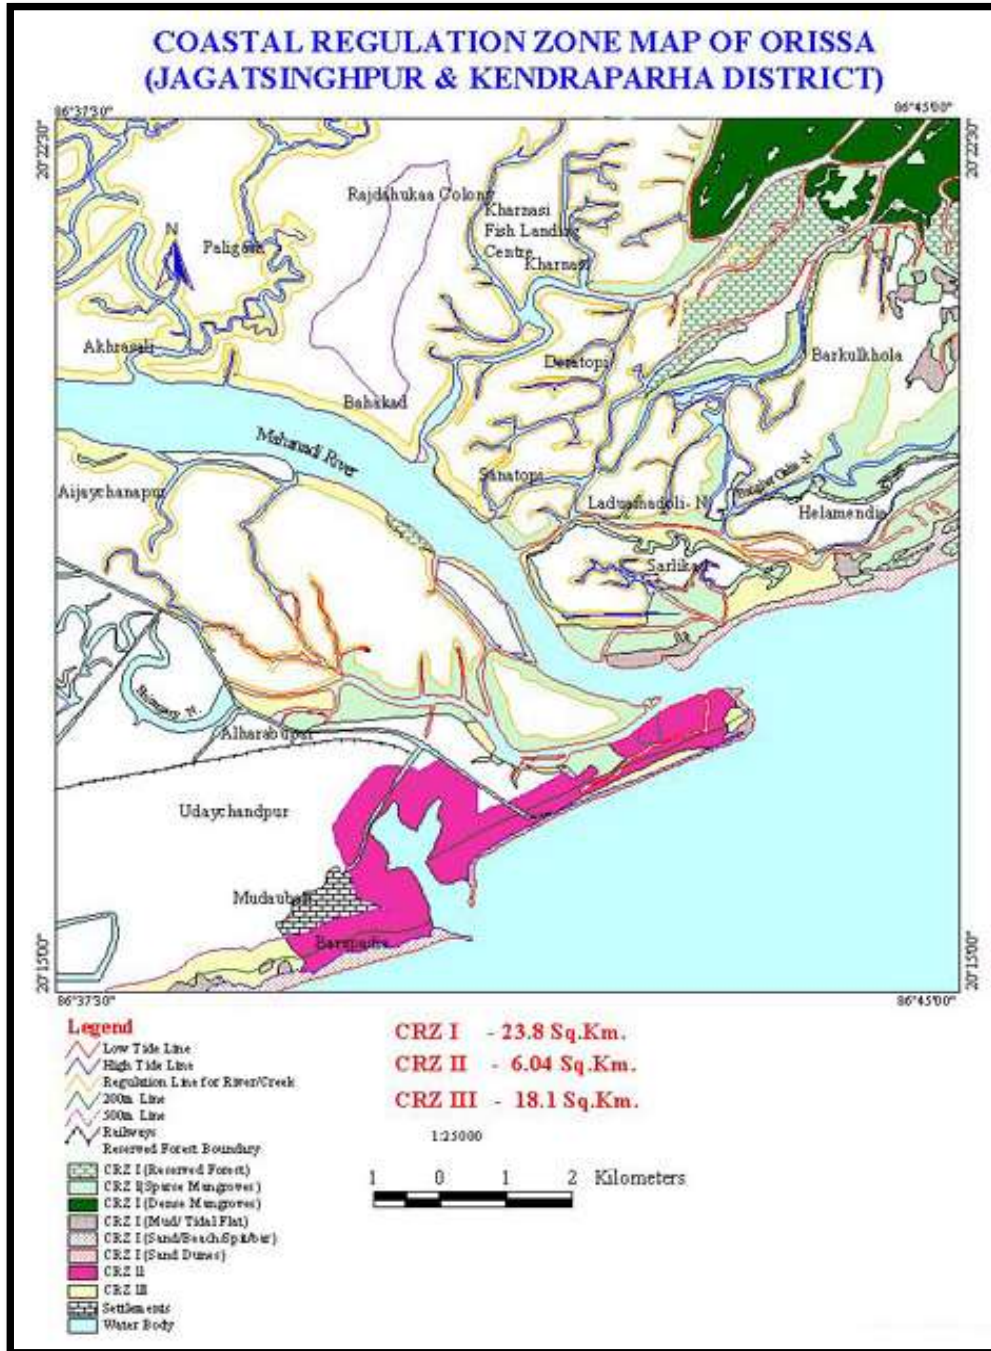 COASTAL REGULATION ZONE MAP OF ORISSA
(JAGATSINGHPUR & KENDRAPARHA DISTRICT)
86°37'30"
86°45'00"
20°22'30"
20°22'30"
Rajdahukaa Colony
Kharnasi
Fish Landing
Centre
Kharnasi
N
Akhrasali
Deratopi
Barkulkhola
Bahakad
Mahanadi River
Sanatopi
Aijaychanapur
Laduamadoli- N
Helamendia
Sarlikad
Alharabupur
Udaychandpur
20°15'00"
20°15'00"
86°37'30"
86°45'00"
Legend
Low Tide Line
High Tide Line
Regulation Line for River/Creek
200m Line
500m Line
Railways
Reserved Forest Boundary
CRZ I (Reserved Forest)
CRZ I(Sparse Mangroves)
CRZ I (Dense Mangroves)
CRZ I (Mud/ Tidal Flat)
CRZ I (Sand/Beach/Spit/bar)
CRZ I (Sand Dunes)
CRZ II
CRZ III
Settlements
Water Body
CRZ I - 23.8 Sq.Km.
CRZ II - 6.04 Sq.Km.
CRZ III - 18.1 Sq.Km.
1:25000
1 0 1 2 Kilometers